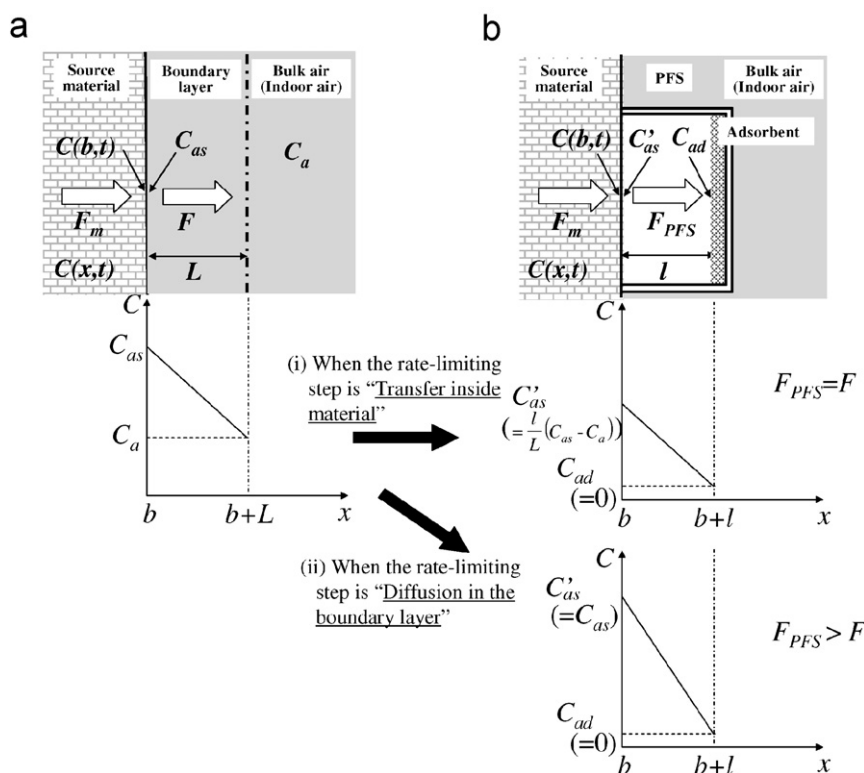 a
Source material
Boundary layer
Bulk air (Indoor air)
C(b,t)
C_as
C_a
F_m
F
C(x,t)
L
C
C_as
C_a
b
b+L
x
(i) When the rate-limiting
step is “Transfer inside
material”
(ii) When the rate-limiting
step is “Diffusion in the
boundary layer”
b
Source material
PFS
Bulk air (Indoor air)
Adsorbent
C(b,t)
C'_as
C_ad
F_m
F_PFS
C(x,t)
l
C
C'_as
(= l/L (C_as - C_a))
C_ad
(=0)
b
b+l
x
F_PFS=F
C
C'_as
(=C_as)
C_ad
(=0)
b
b+l
x
F_PFS > F